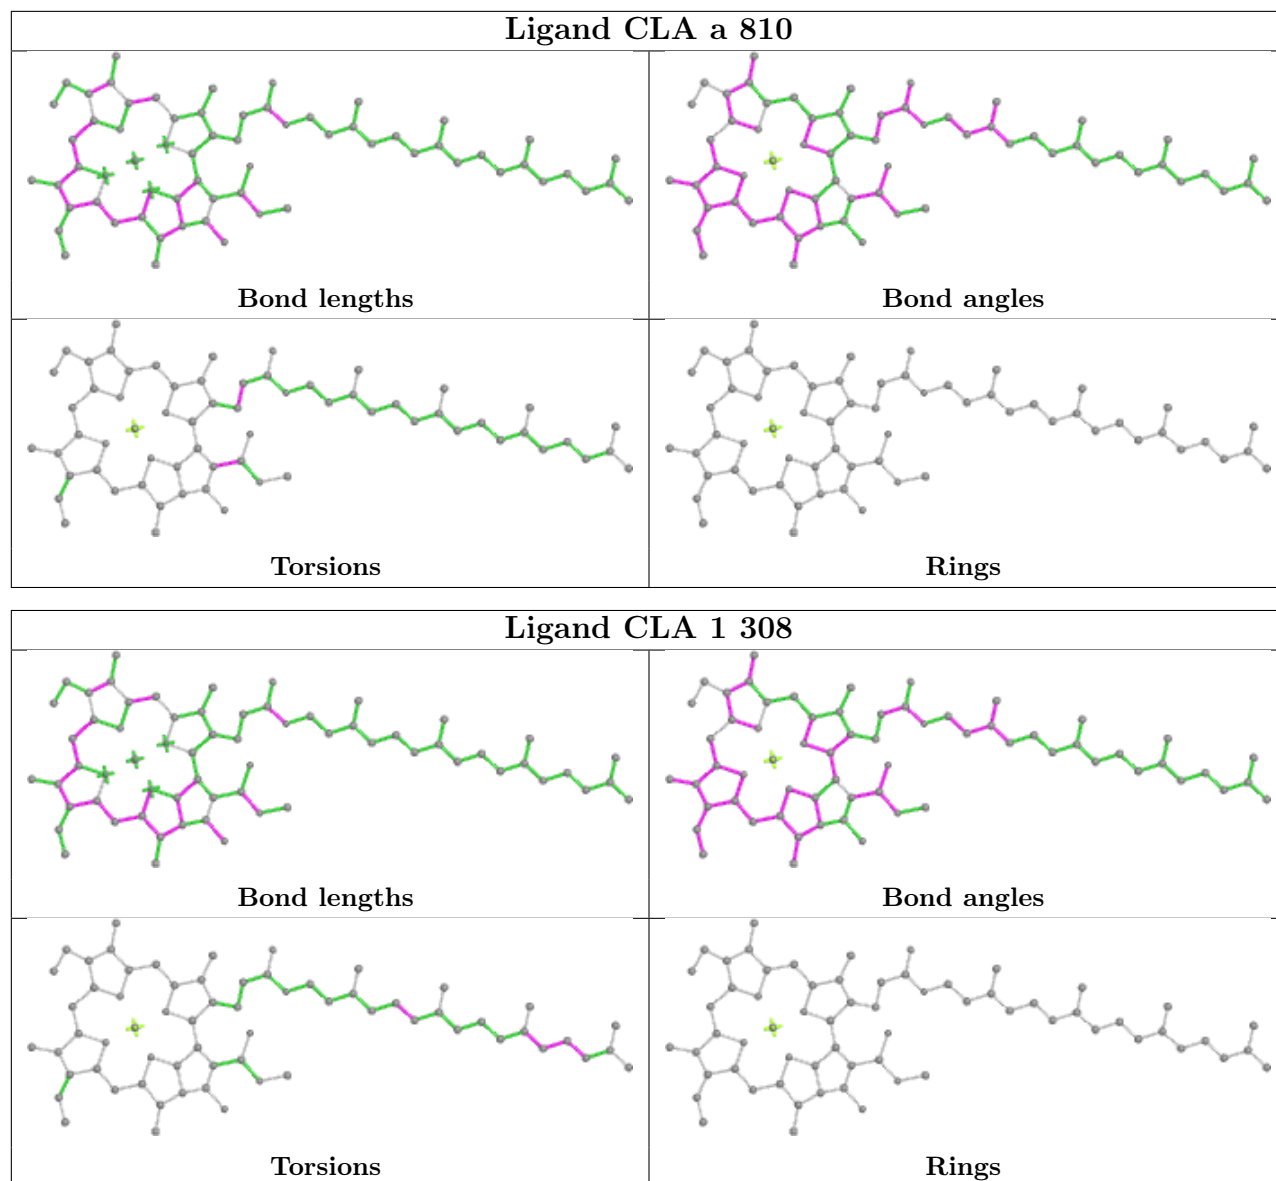 Ligand CLA a 810
Bond lengths
Bond angles
Torsions
Rings
Ligand CLA 1 308
Bond lengths
Bond angles
Torsions
Rings